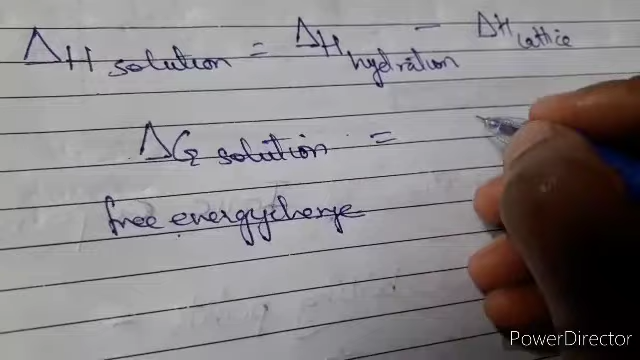 ΔH solution = ΔH hydration - ΔH lattice
ΔG solution =
free energy change
PowerDirector